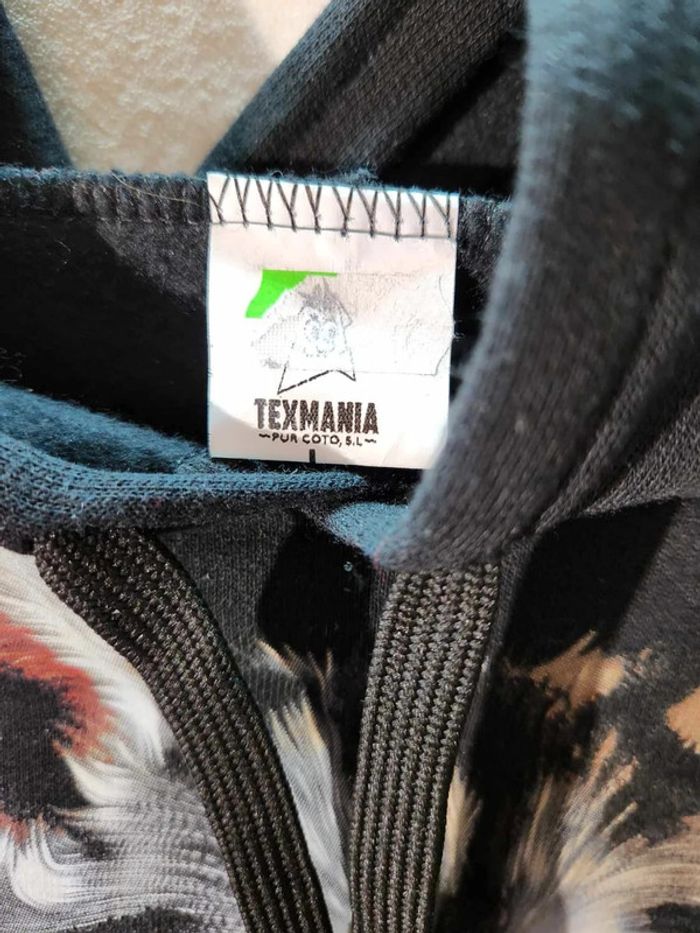 TEXMANIA
~PUR COTO, S.L~
L